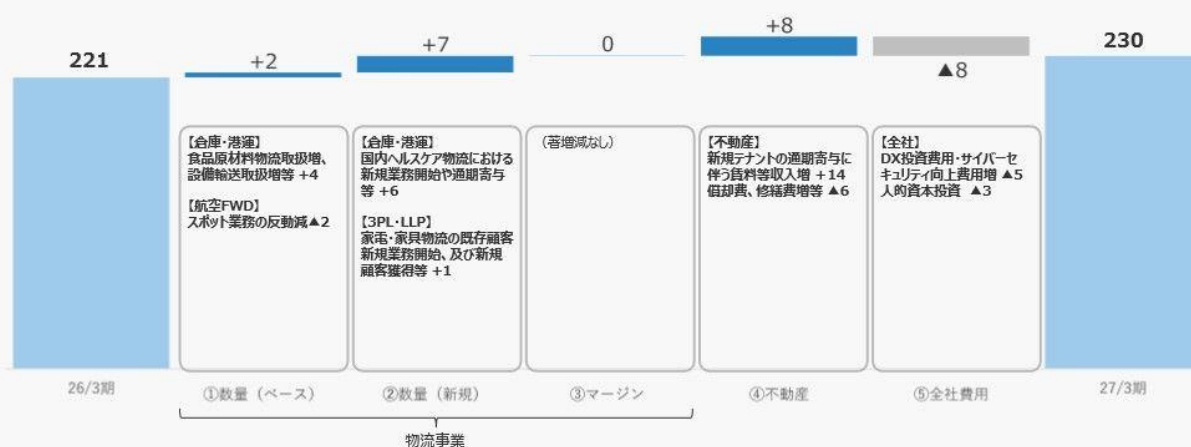 221
+2
+7
0
+8
▲8
230
【倉庫・港運】
食品原材料物流取扱増、
設備輸送取扱増等 +4
【航空FWD】
スポット業務の反動減▲2
【倉庫・港運】
国内ヘルスケア物流における
新規業務開始や通期寄与
等 +6
【3PL・LLP】
家電・家具物流の既存顧客
新規業務開始、及び新規
顧客獲得等 +1
（著増減なし）
【不動産】
新規テナントの通期寄与に
伴う賃料等収入増 +14
償却費、修繕費増等 ▲6
【全社】
DX投資費用・サイバーセ
キュリティ向上費用増 ▲5
人的資本投資 ▲3
26/3期
①数量（ベース）
②数量（新規）
③マージン
④不動産
⑤全社費用
27/3期
物流事業